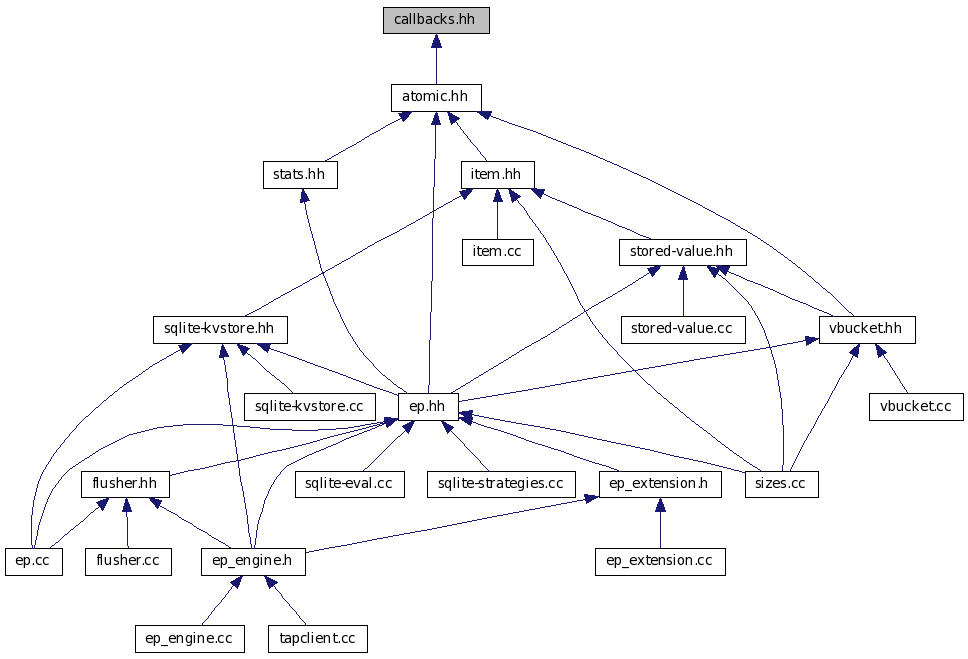 callbacks.hh
atomic.hh
stats.hh
item.hh
item.cc
stored-value.hh
sqlite-kvstore.hh
stored-value.cc
vbucket.hh
sqlite-kvstore.cc
ep.hh
vbucket.cc
flusher.hh
sqlite-eval.cc
sqlite-strategies.cc
ep_extension.h
sizes.cc
ep.cc
flusher.cc
ep_engine.h
ep_extension.cc
ep_engine.cc
tapclient.cc